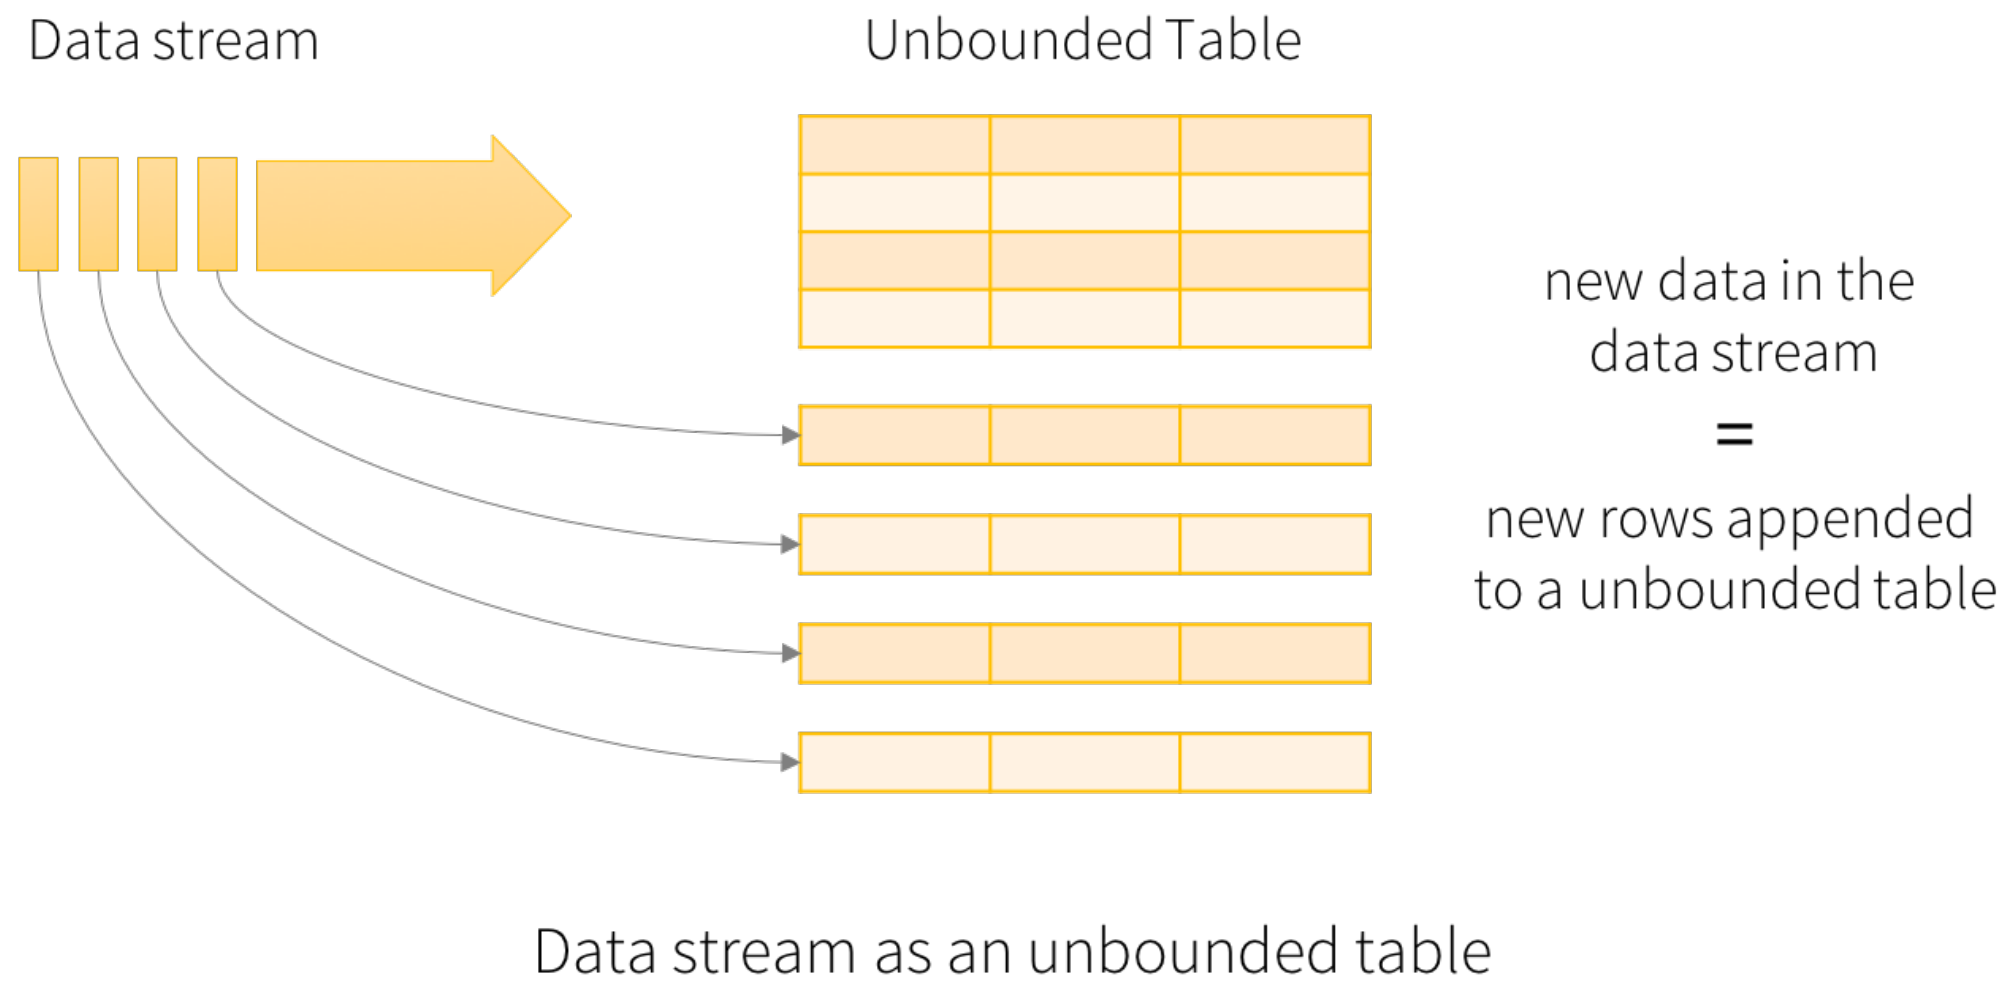 Data stream
Unbounded Table
new data in the
data stream
=
new rows appended
to a unbounded table
Data stream as an unbounded table